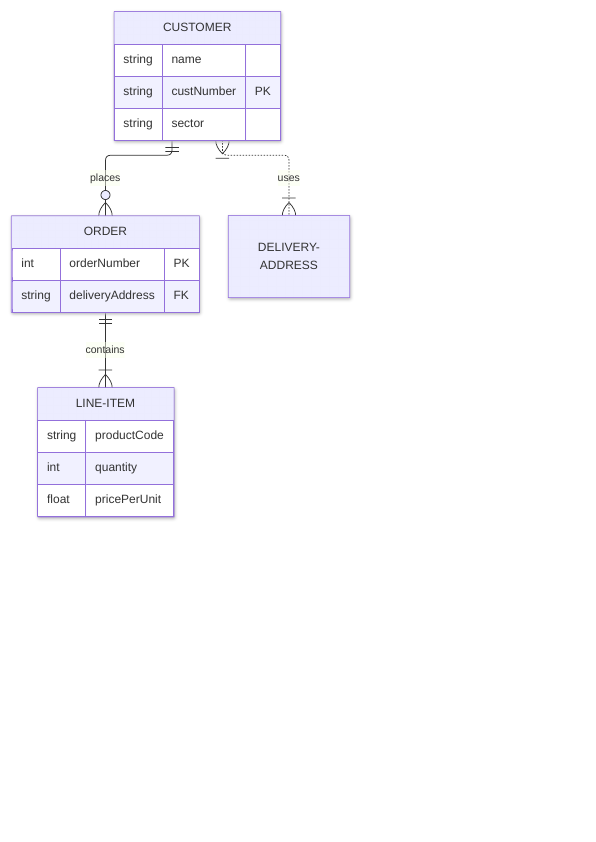 CUSTOMER
string name
string custNumber PK
string sector
places
uses
ORDER
int orderNumber PK
string deliveryAddress FK
DELIVERY-
ADDRESS
contains
LINE-ITEM
string productCode
int quantity
float pricePerUnit